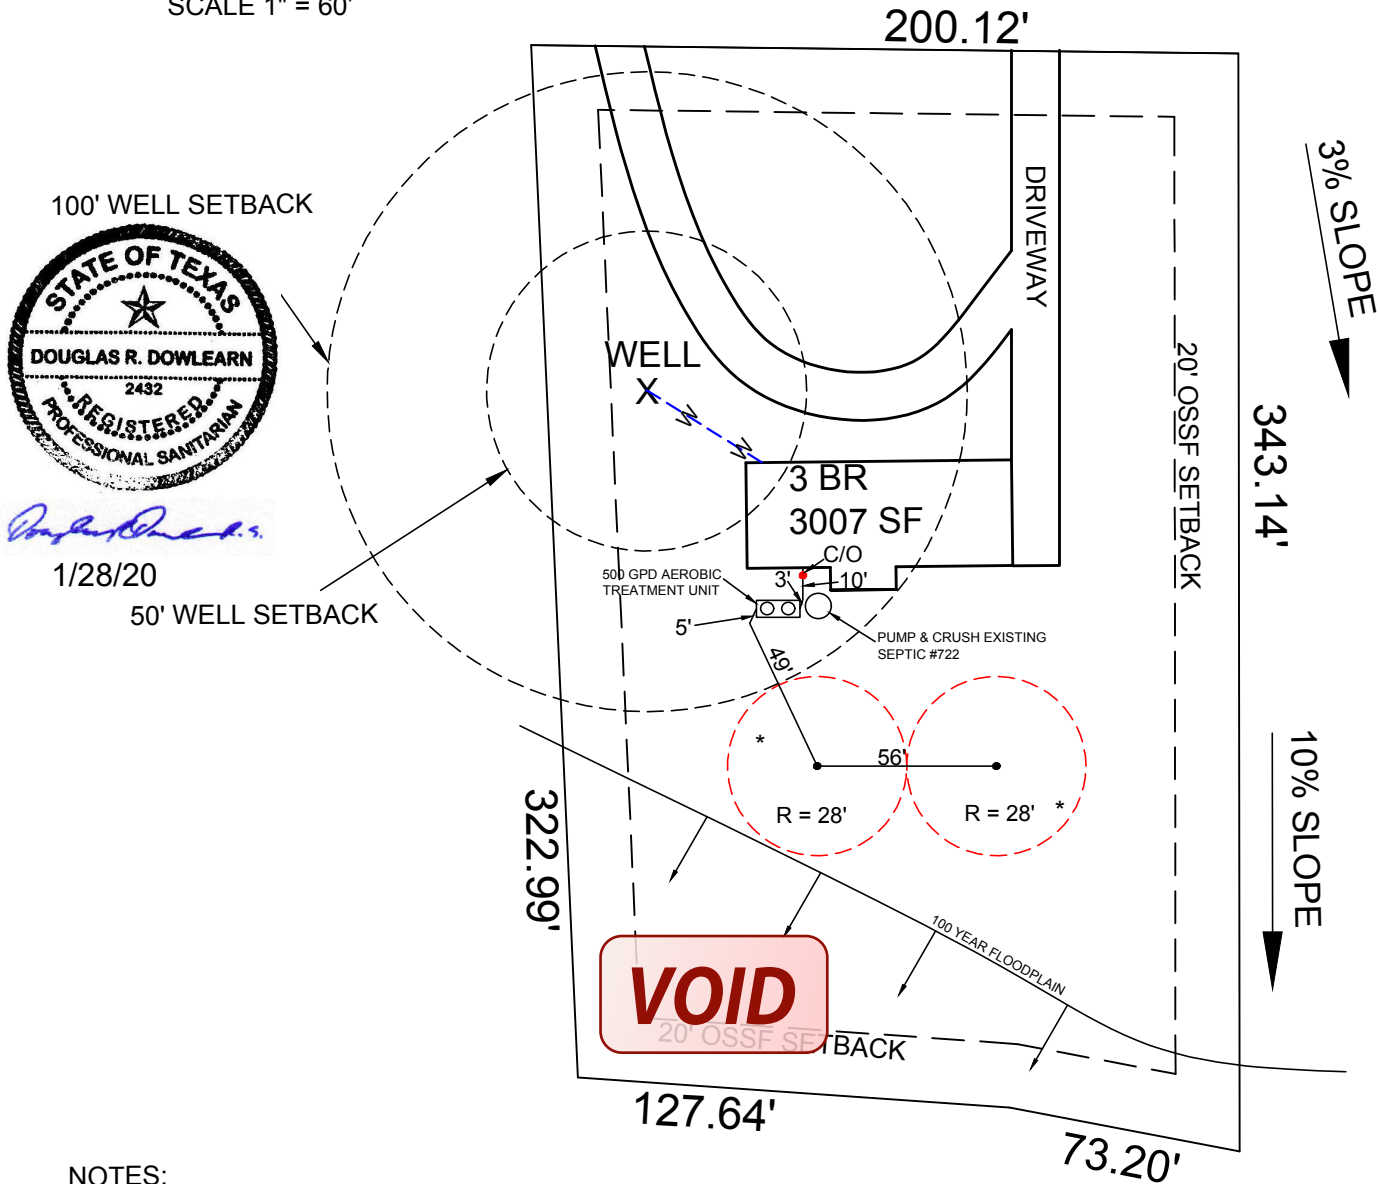 SCALE 1" = 60'
200.12'
3% SLOPE
DRIVEWAY
100' WELL SETBACK
STATE OF TEXAS
DOUGLAS R. DOWLEARN
2432
REGISTERED
PROFESSIONAL SANITARIAN
1/28/20
50' WELL SETBACK
WELL
X
20' OSSF SETBACK
343.14'
3 BR
3007 SF
C/O
500 GPD AEROBIC
TREATMENT UNIT
3'
10'
5'
PUMP & CRUSH EXISTING
SEPTIC #722
49'
*
56'
R = 28'
R = 28'
*
10% SLOPE
322.99'
100 YEAR FLOODPLAIN
VOID
20' OSSF SETBACK
127.64'
73.20'
NOTES: